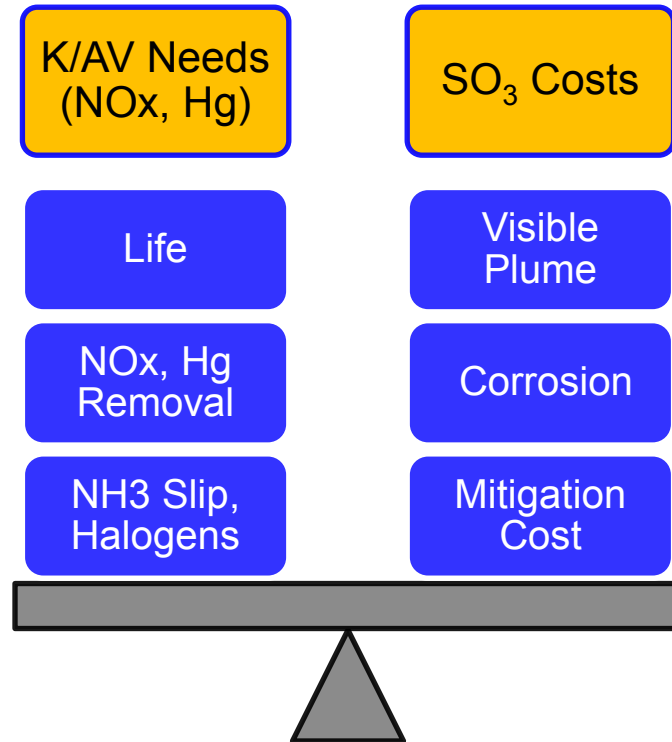 K/AV Needs
(NOx, Hg)
SO₃ Costs
Life
Visible
Plume
NOx, Hg
Removal
Corrosion
NH3 Slip,
Halogens
Mitigation
Cost